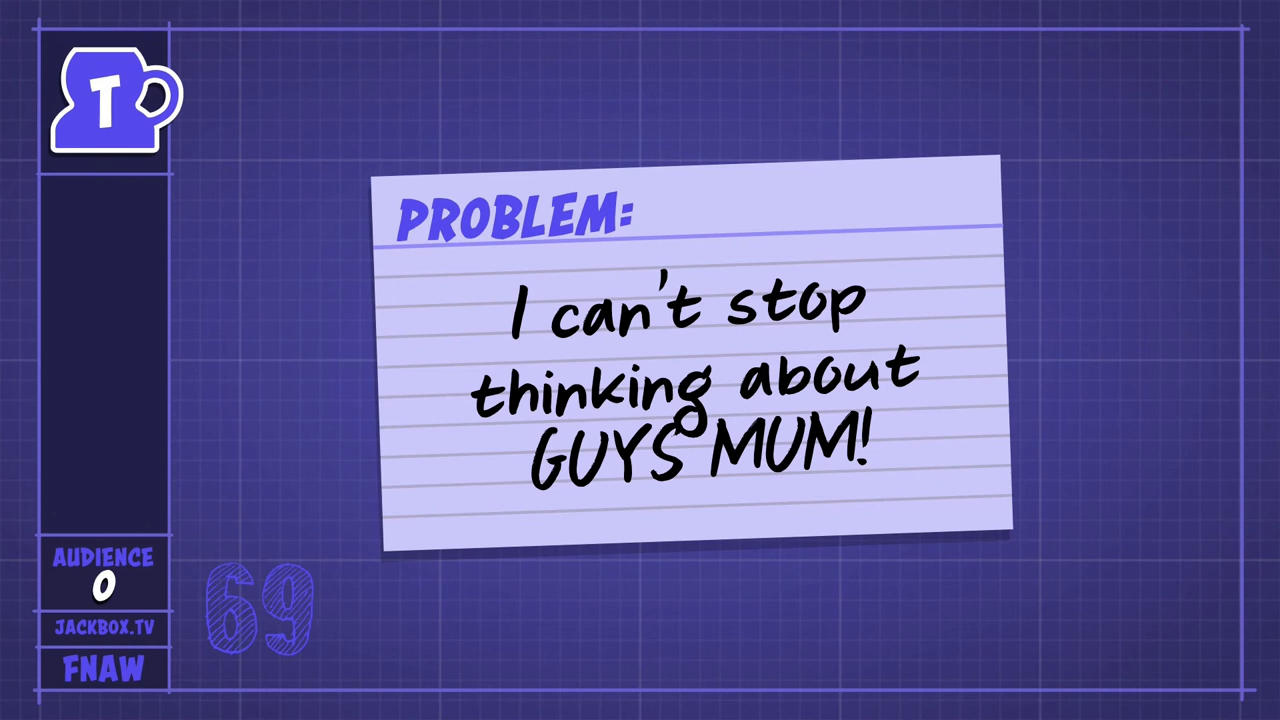 T
PROBLEM:
I can't stop
thinking about
GUYS MUM!
AUDIENCE
0
JACKBOX.TV
FNAW
69